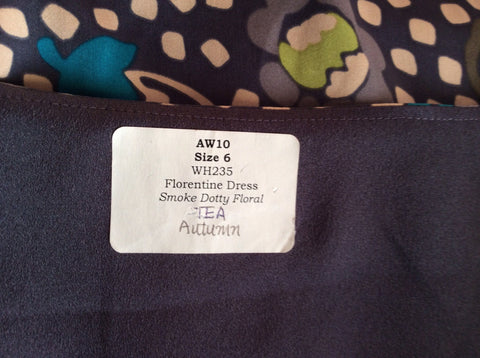 AW10
Size 6
WH235
Florentine Dress
Smoke Dotty Floral
TEA
Autumn